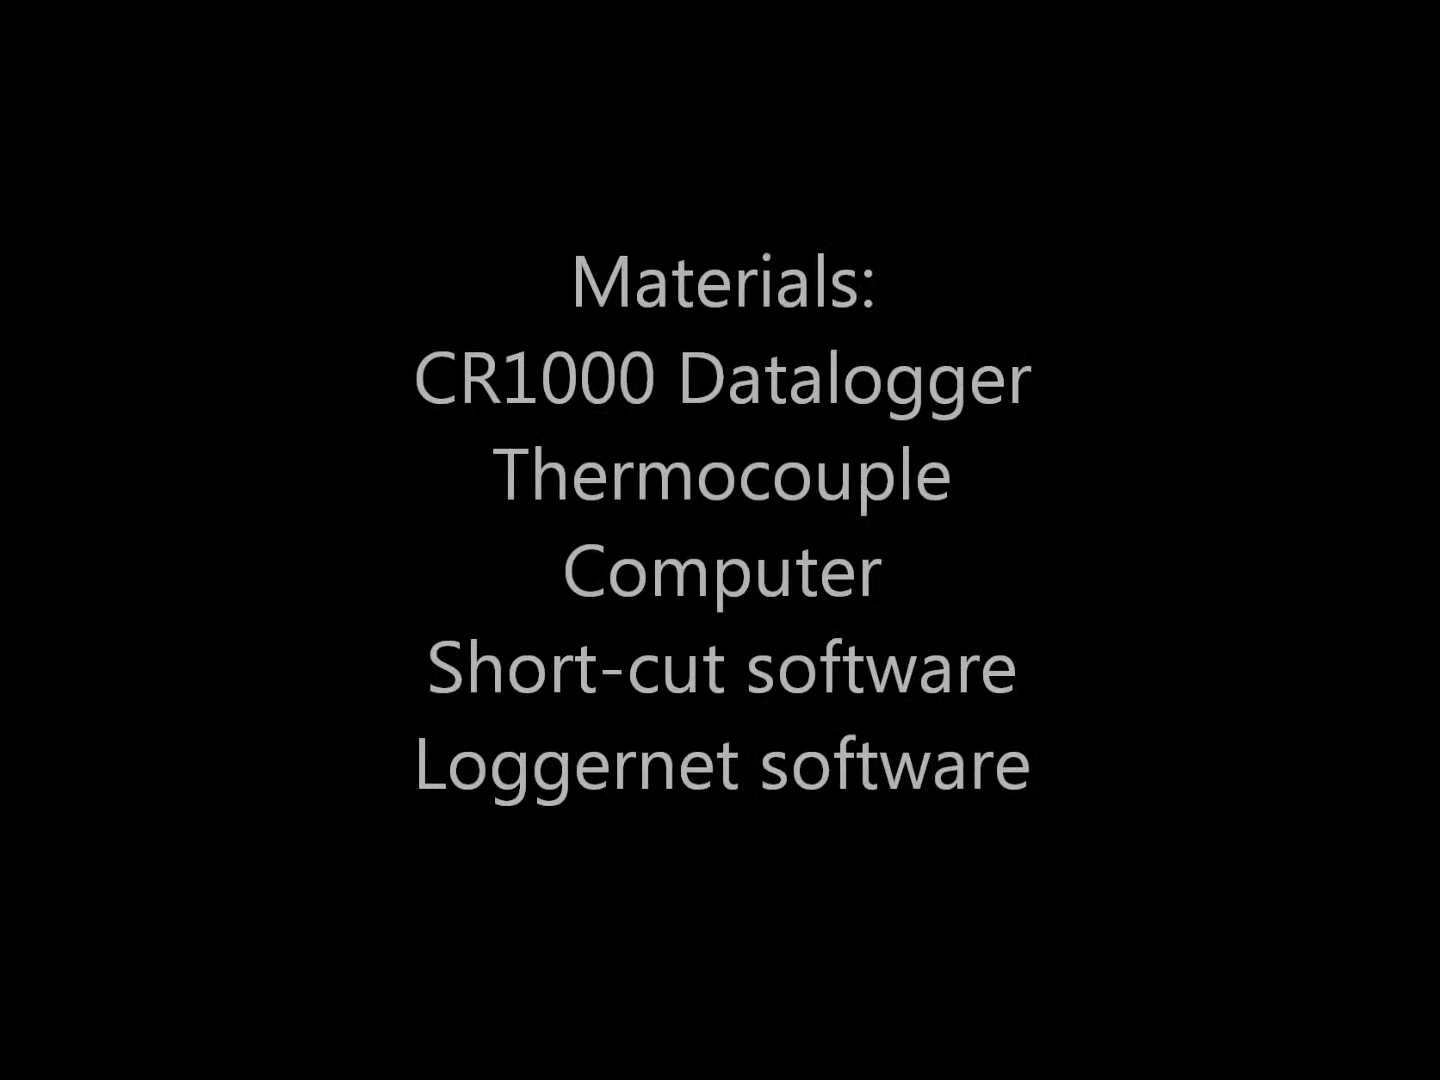 Materials:
CR1000 Datalogger
Thermocouple
Computer
Short-cut software
Loggernet software